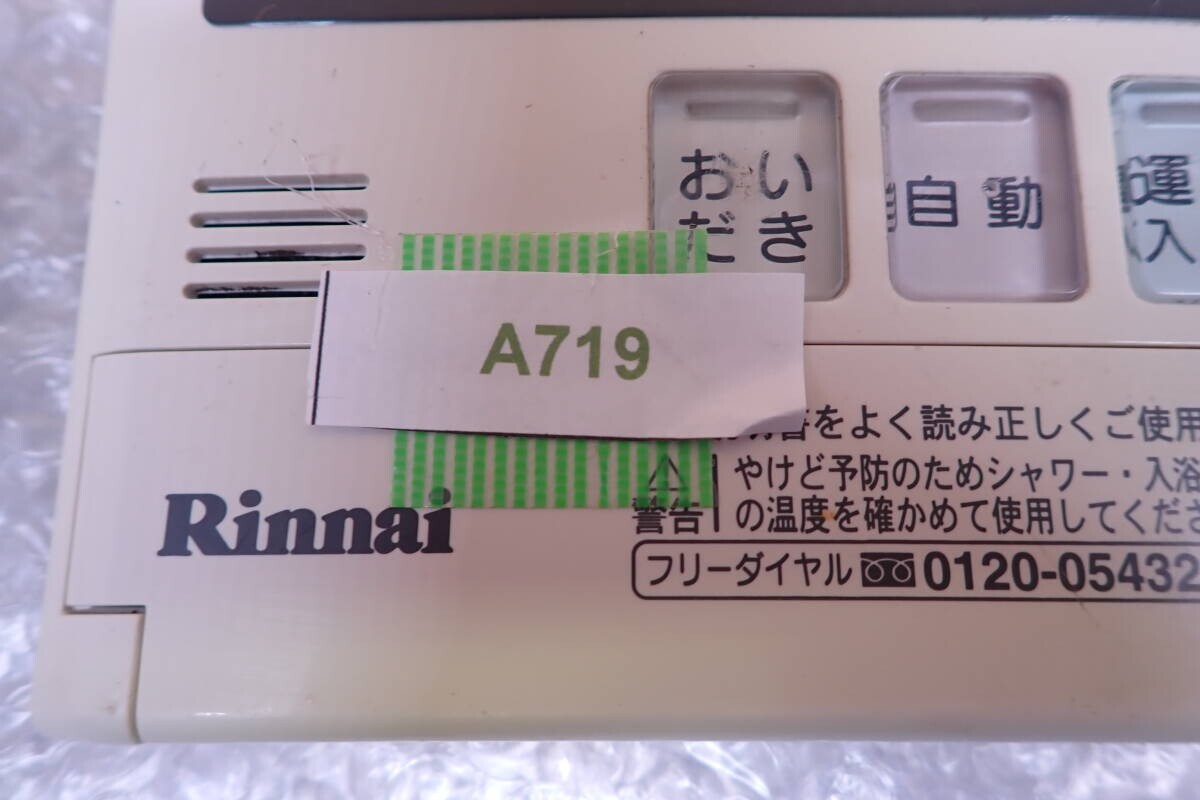 おい
だき
自動
運
入
A719
をよく読み正しくご使用
やけど予防のためシャワー・入浴
警告
の温度を確かめて使用してくださ
Rinnai
フリーダイヤル 0120-05432